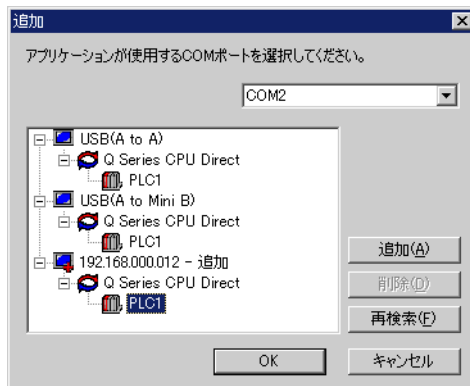 追加
アプリケーションが使用するCOMポートを選択してください。
COM2
USB(A to A)
Q Series CPU Direct
PLC1
USB(A to Mini B)
Q Series CPU Direct
PLC1
192.168.000.012 - 追加
Q Series CPU Direct
PLC1
追加(A)
削除(D)
再検索(F)
OK
キャンセル